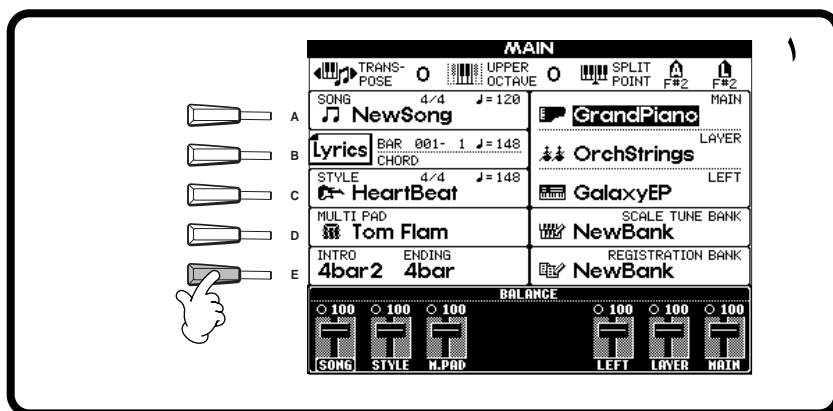 ١
MAIN
TRANS-
POSE 0 UPPER
OCTAVE 0 SPLIT
POINT A
F#2 L
F#2
A
SONG 4/4 ♩=120
NewSong
MAIN
GrandPiano
B
Lyrics BAR 001- 1 ♩=148
CHORD
LAYER
OrchStrings
C
STYLE 4/4 ♩=148
HeartBeat
LEFT
GalaxyEP
D
MULTI PAD
Tom Flam
SCALE TUNE BANK
NewBank
E
INTRO ENDING
4bar2 4bar
REGISTRATION BANK
NewBank
BALANCE
100 100 100 100 100 100
SONG STYLE M.PAD LEFT LAYER MAIN